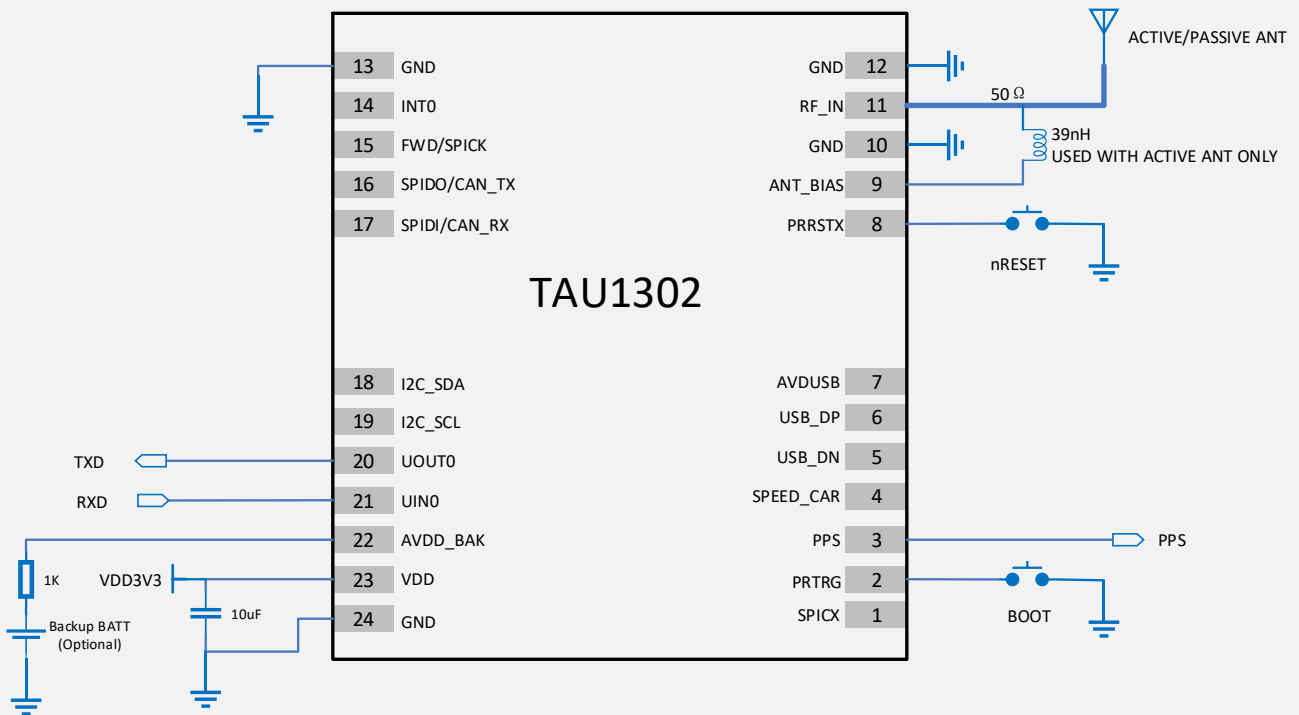 ACTIVE/PASSIVE ANT
13 GND
GND 12
14 INT0
RF_IN 11
50 Ω
15 FWD/SPICK
GND 10
39nH
USED WITH ACTIVE ANT ONLY
16 SPIDO/CAN_TX
ANT_BIAS 9
17 SPIDI/CAN_RX
PRRSTX 8
nRESET
TAU1302
18 I2C_SDA
AVDUSB 7
19 I2C_SCL
USB_DP 6
TXD
20 UOUT0
USB_DN 5
RXD
21 UIN0
SPEED_CAR 4
22 AVDD_BAK
PPS 3
PPS
1K
VDD3V3
23 VDD
PRTRG 2
BOOT
10uF
24 GND
SPICX 1
Backup BATT
(Optional)